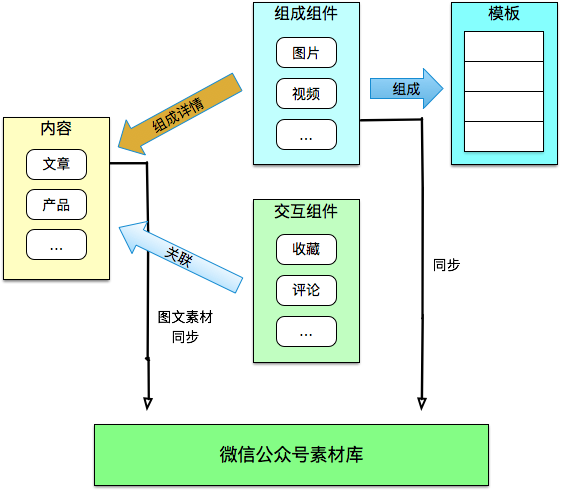 组成组件
图片
视频
...
模板
组成
组成详情
内容
文章
产品
...
交互组件
收藏
评论
...
关联
同步
图文素材
同步
微信公众号素材库